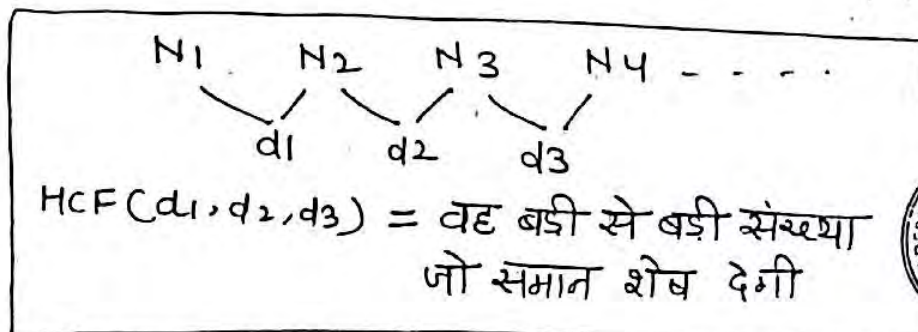 N1 N2 N3 N4 - - - -
d1 d2 d3
HCF(d1, d2, d3) = वह बडी से बड़ी संख्या
जो समान शेष देगी